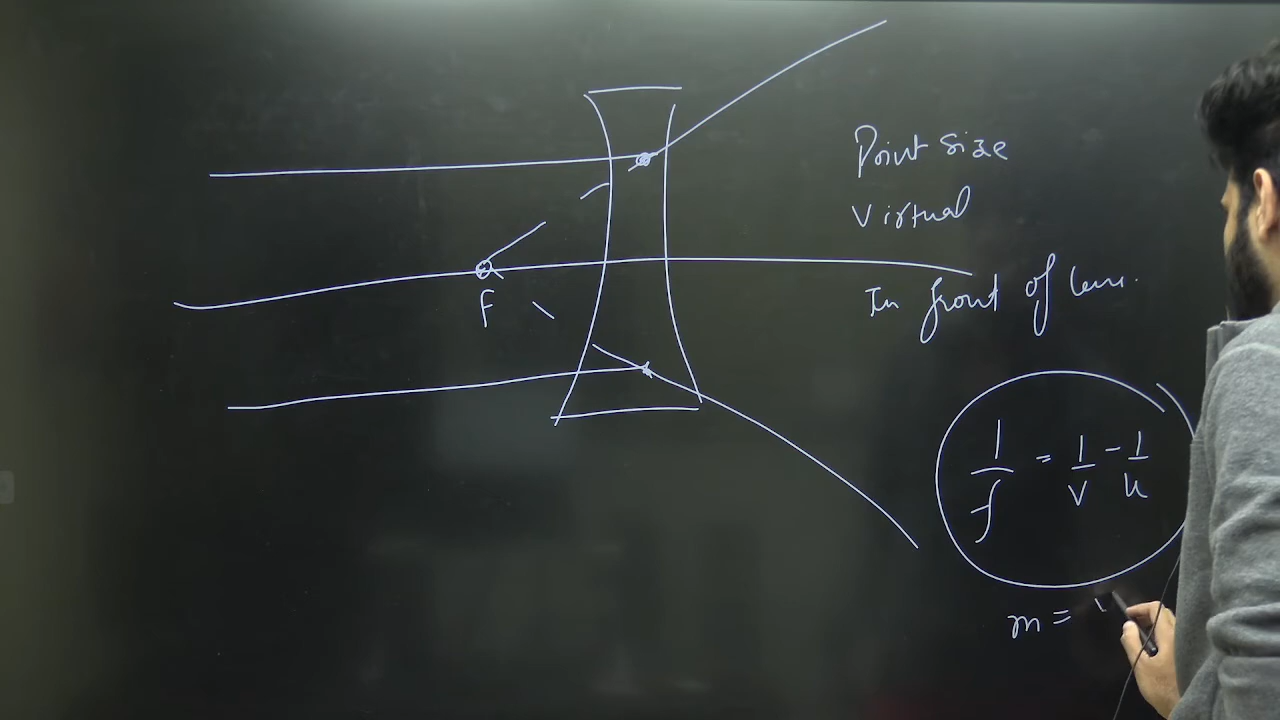 Point size
Virtual
In front of lens.
F
1/f = 1/v - 1/u
m =